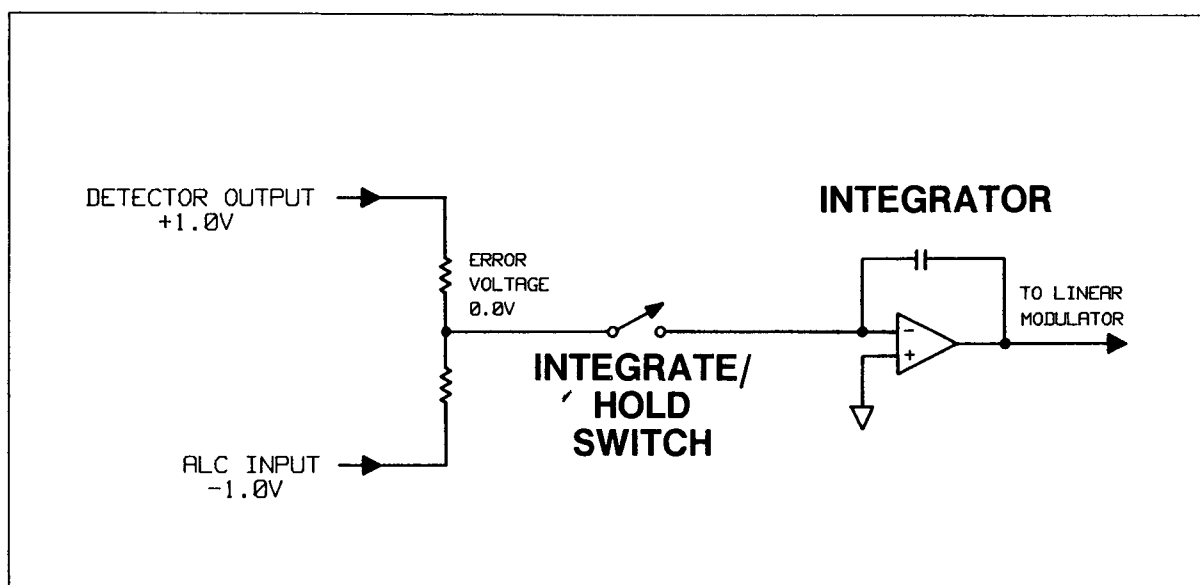 DETECTOR OUTPUT
+1.0V
ERROR
VOLTAGE
0.0V
INTEGRATOR
TO LINEAR
MODULATOR
-
+
INTEGRATE/
HOLD
SWITCH
ALC INPUT
-1.0V